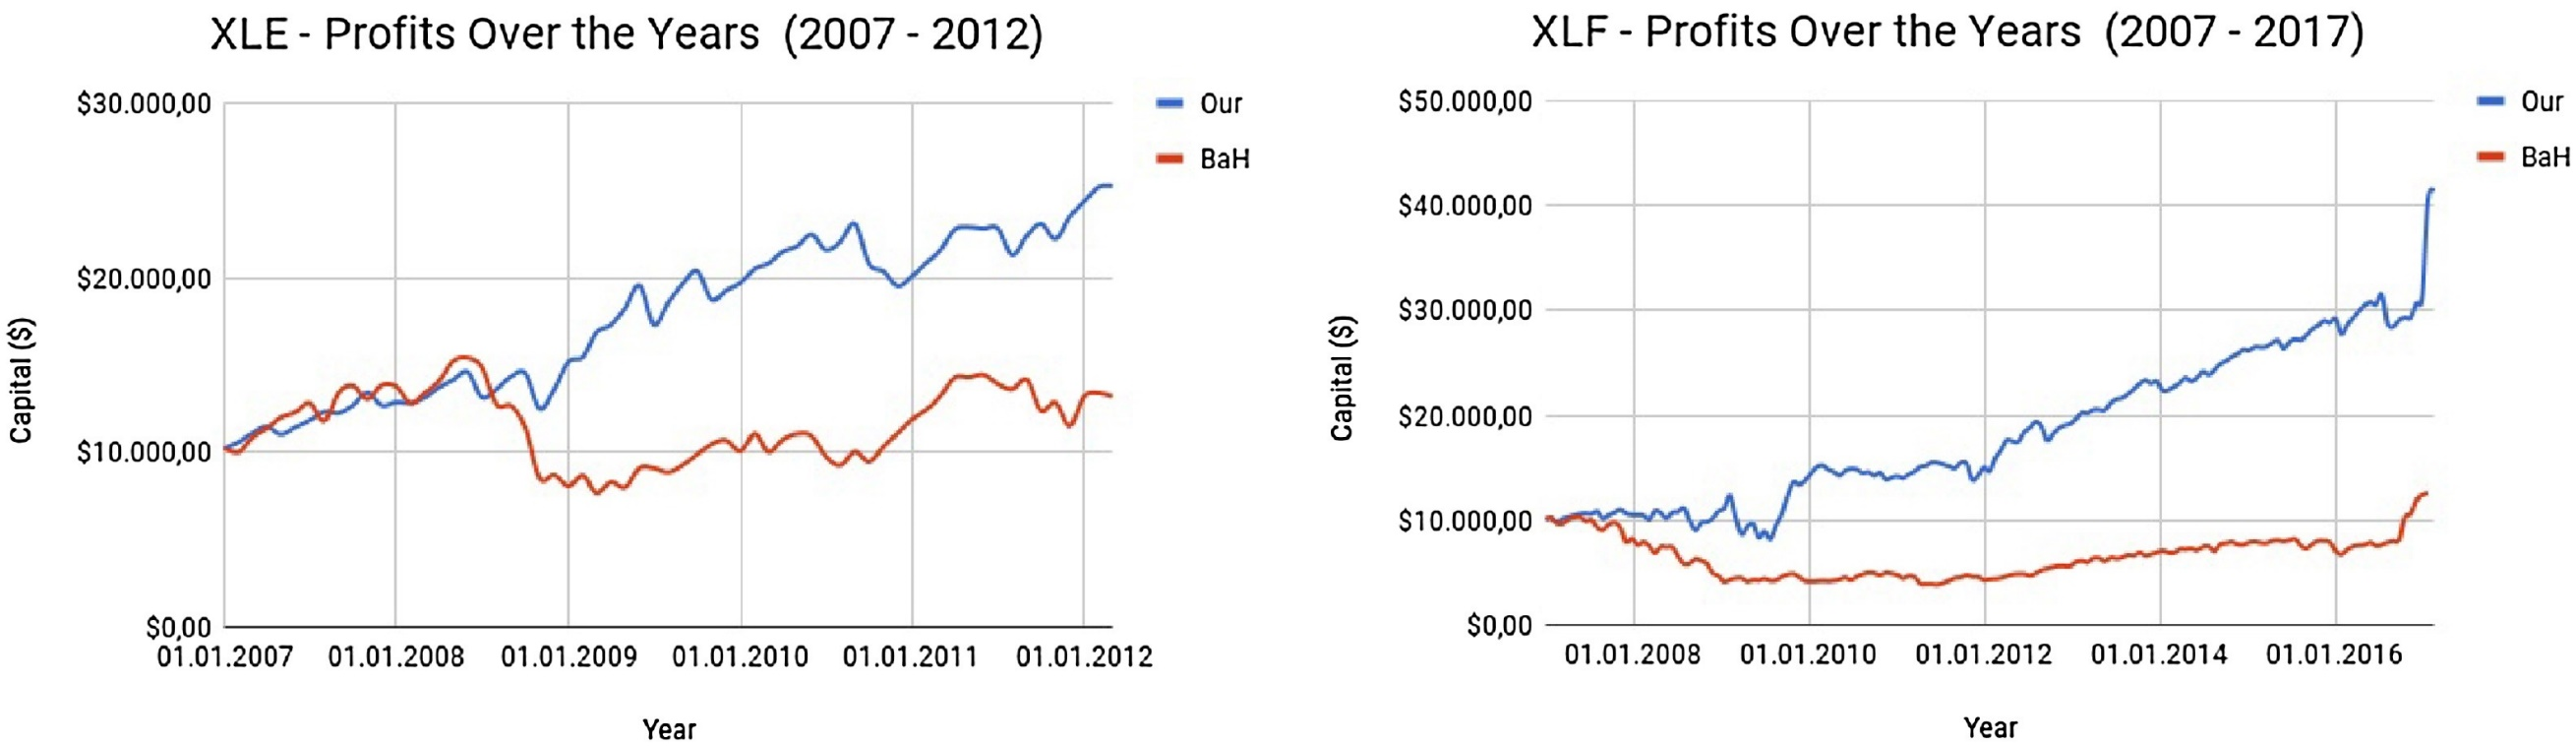 XLE - Profits Over the Years (2007 - 2012)
$30.000,00
$20.000,00
$10.000,00
$0,00
Capital ($)
01.01.2007 01.01.2008 01.01.2009 01.01.2010 01.01.2011 01.01.2012
Year
Our
BaH
XLF - Profits Over the Years (2007 - 2017)
$50.000,00
$40.000,00
$30.000,00
$20.000,00
$10.000,00
$0,00
Capital ($)
01.01.2008 01.01.2010 01.01.2012 01.01.2014 01.01.2016
Year
Our
BaH